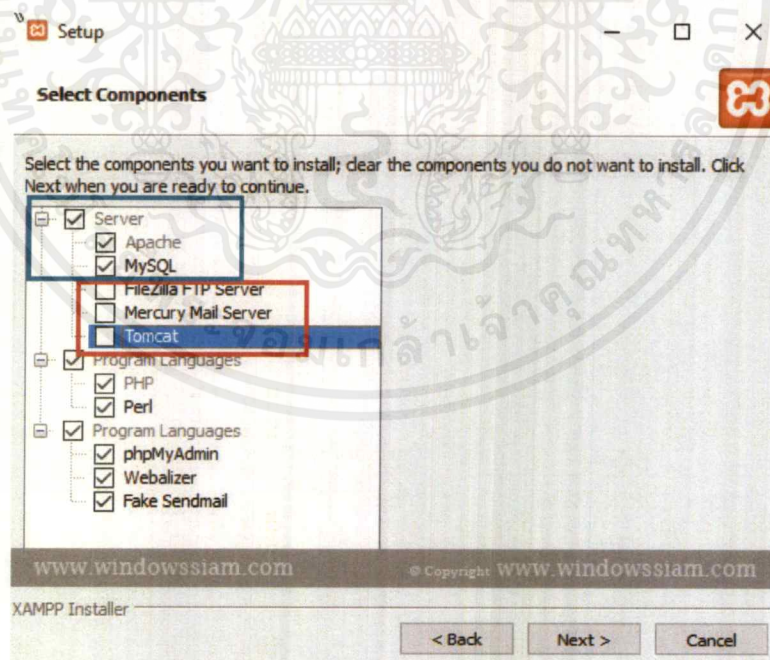 Setup
Select Components
Select the components you want to install; clear the components you do not want to install. Click
Next when you are ready to continue.
Server
Apache
MySQL
FileZilla FTP Server
Mercury Mail Server
Tomcat
Program Languages
PHP
Perl
Program Languages
phpMyAdmin
Webalizer
Fake Sendmail
www.windowssiam.com
© Copyright www.windowssiam.com
XAMPP Installer
< Back
Next >
Cancel